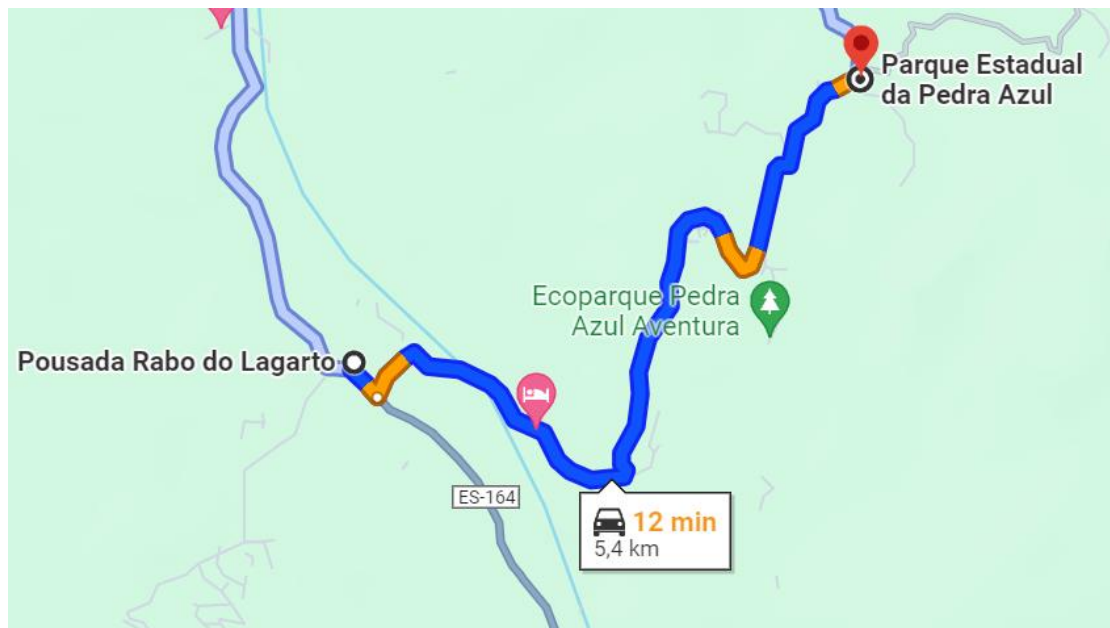 Parque Estadual
da Pedra Azul
Ecoparque Pedra
Azul Aventura
Pousada Rabo do Lagarto
ES-164
12 min
5,4 km